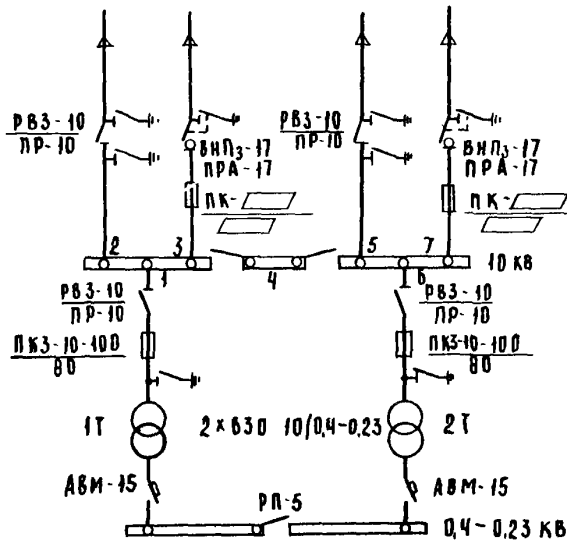 РВЗ-10
ПР-10
ВНПз-17
ПРА-17
ПК-
РВЗ-10
ПР-10
ВНПз-17
ПРА-17
ПК-
2
3
1
4
5
7
6
10 кВ
РВЗ-10
ПР-10
ПКЗ-10-100
80
РВЗ-10
ПР-10
ПКЗ-10-100
80
1Т
2×630 10/0,4-0,23
2Т
АВМ-15
РП-5
АВМ-15
0,4-0,23 КВ